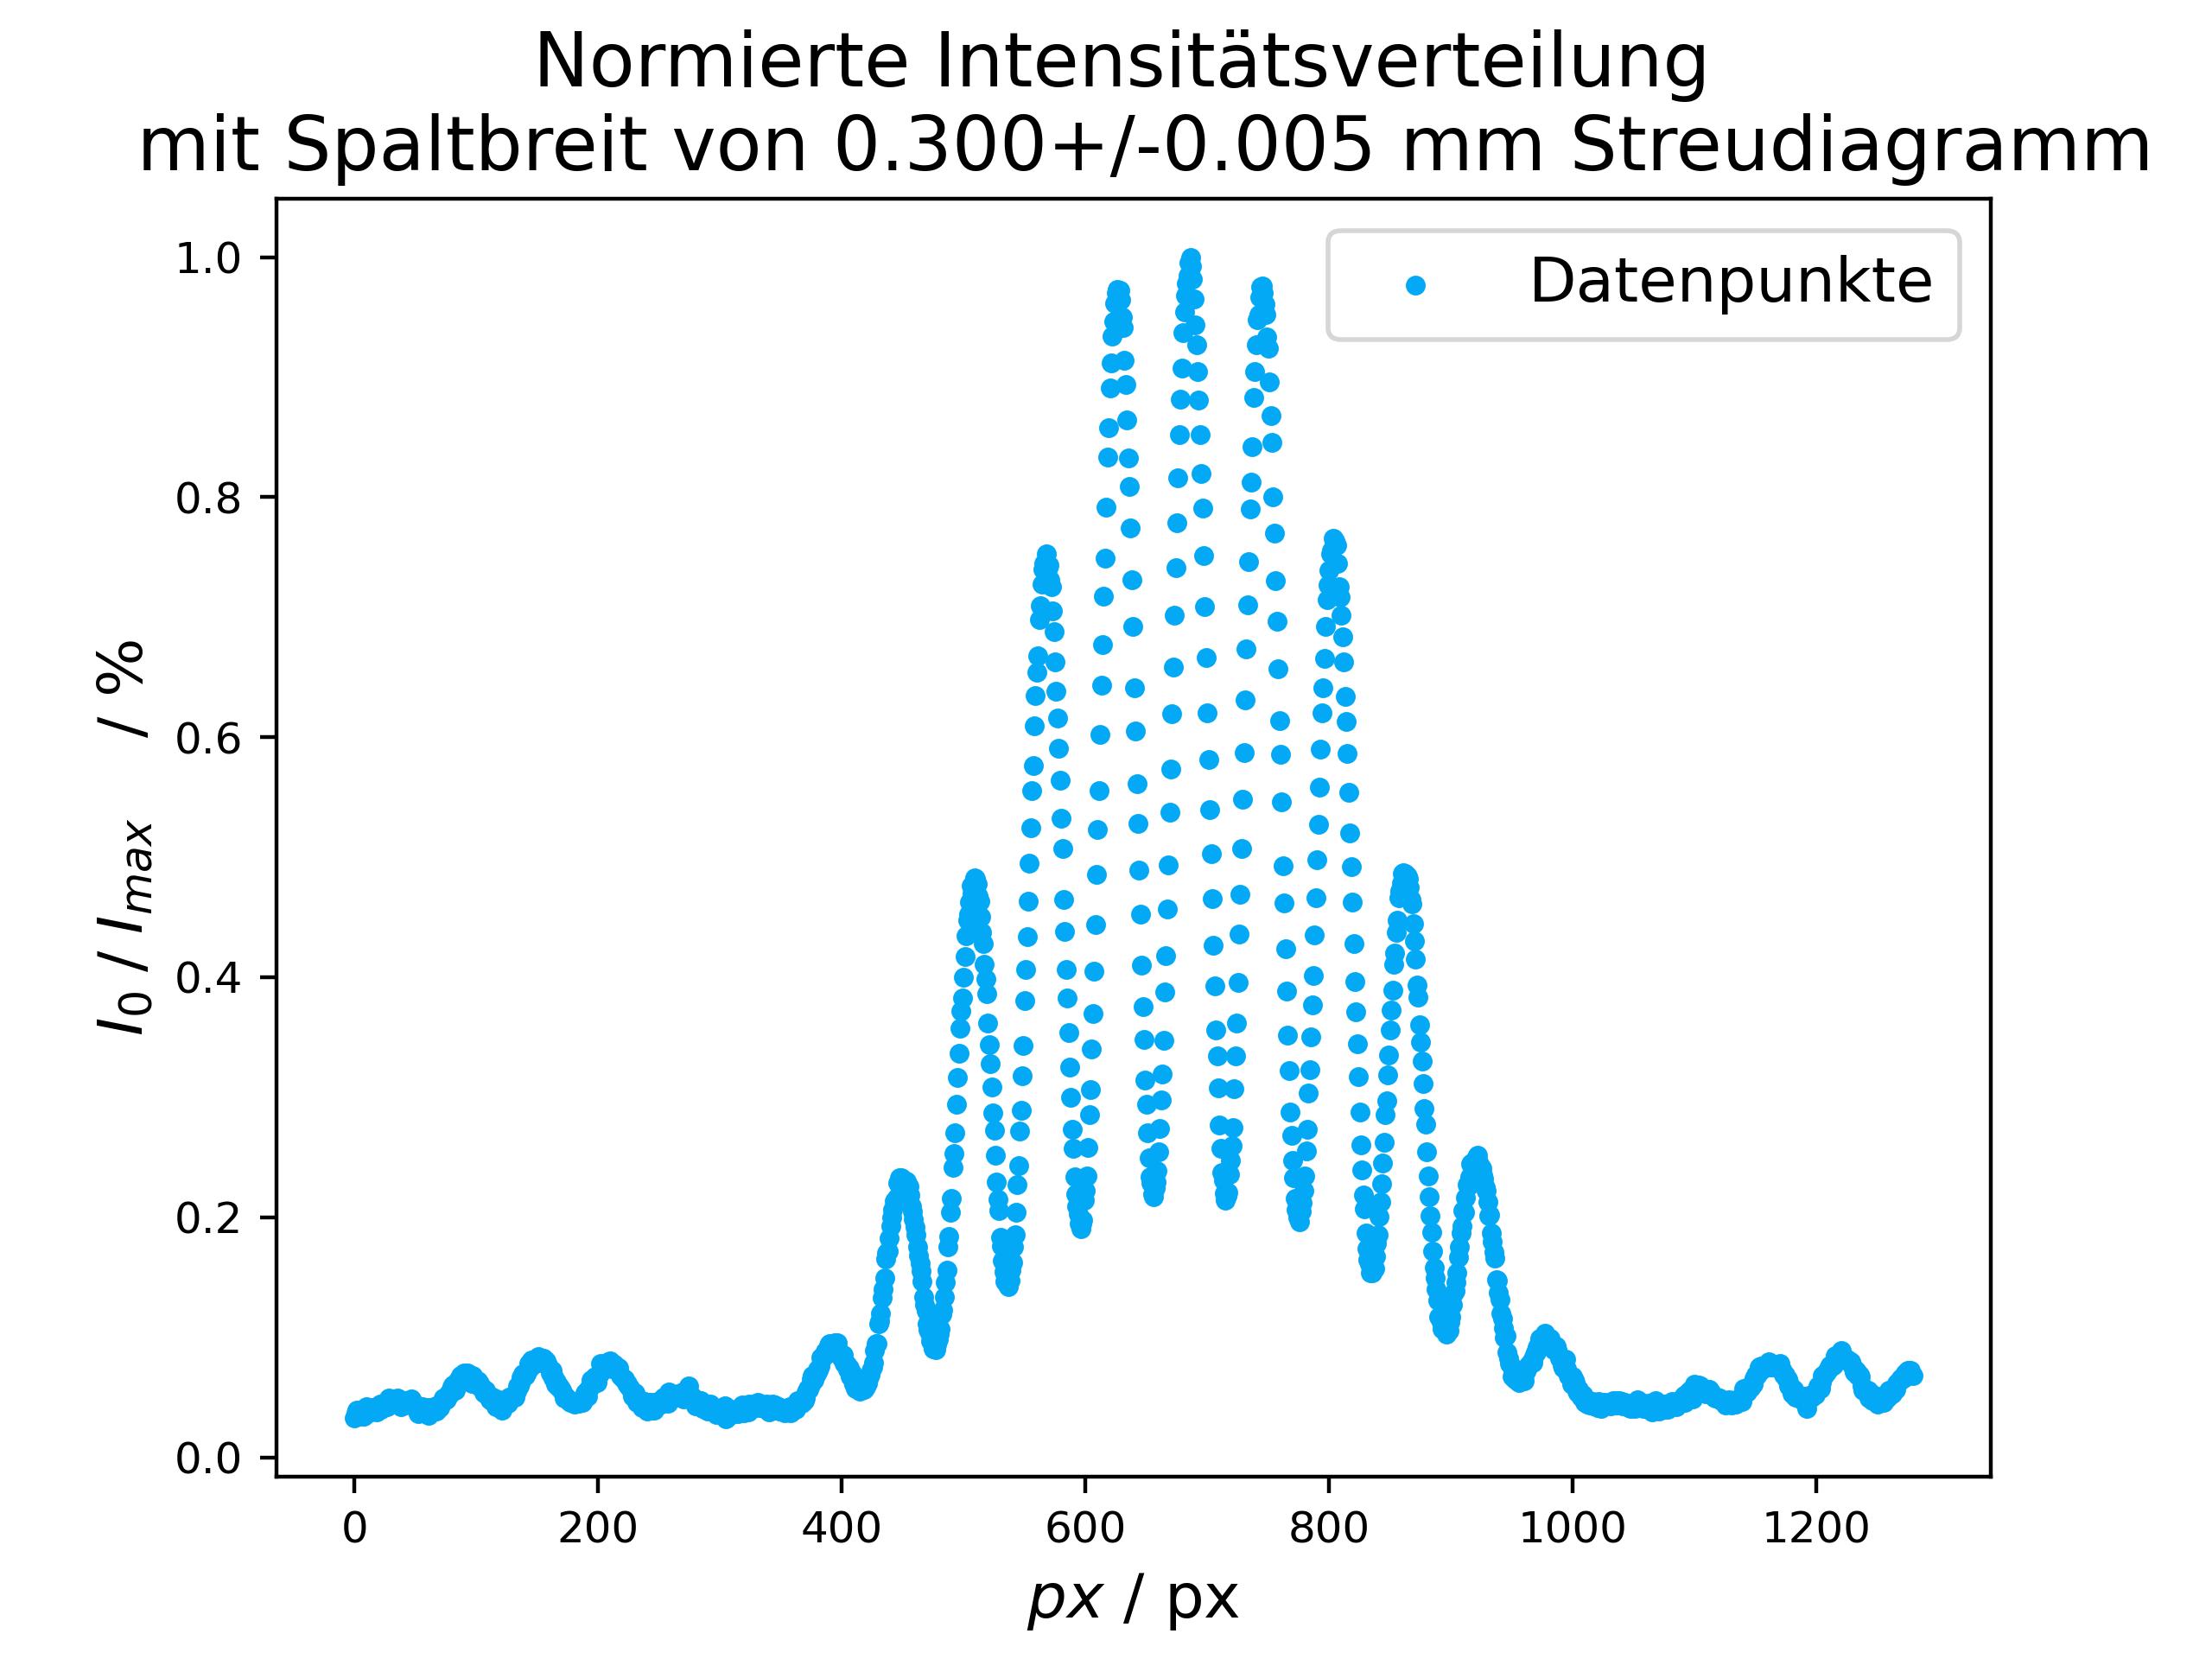 Normierte Intensitätsverteilung
mit Spaltbreit von 0.300+/-0.005 mm Streudiagramm
Datenpunkte
1.0
0.8
0.6
0.4
0.2
0.0
I0 / Imax / %
0 200 400 600 800 1000 1200
px / px